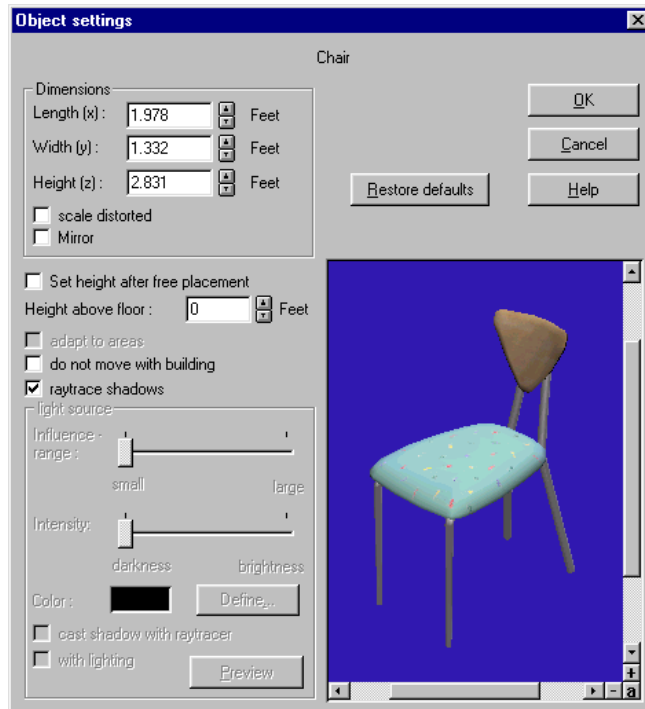 Object settings
Chair
Dimensions
Length (x) : 1.978 Feet
Width (y) : 1.332 Feet
Height (z) : 2.831 Feet
scale distorted
Mirror
OK
Cancel
Restore defaults Help
Set height after free placement
Height above floor : 0 Feet
adapt to areas
do not move with building
raytrace shadows
light source
Influence -
range :
small large
Intensity:
darkness brightness
Color : Define...
cast shadow with raytracer
with lighting Preview
+
- a